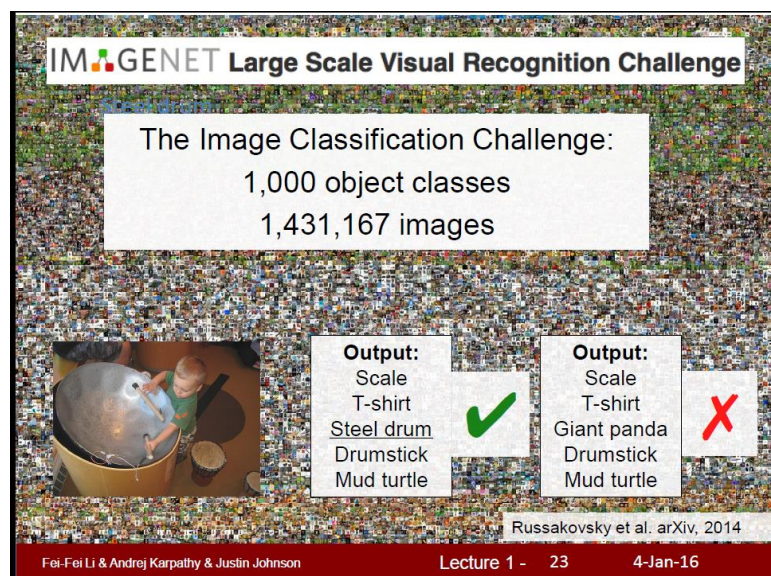 IMAGENET Large Scale Visual Recognition Challenge
Steel drum
The Image Classification Challenge:
1,000 object classes
1,431,167 images
Output:
Scale
T-shirt
Steel drum
Drumstick
Mud turtle
Output:
Scale
T-shirt
Giant panda
Drumstick
Mud turtle
Russakovsky et al. arXiv, 2014
Fei-Fei Li & Andrej Karpathy & Justin Johnson Lecture 1 - 23 4-Jan-16